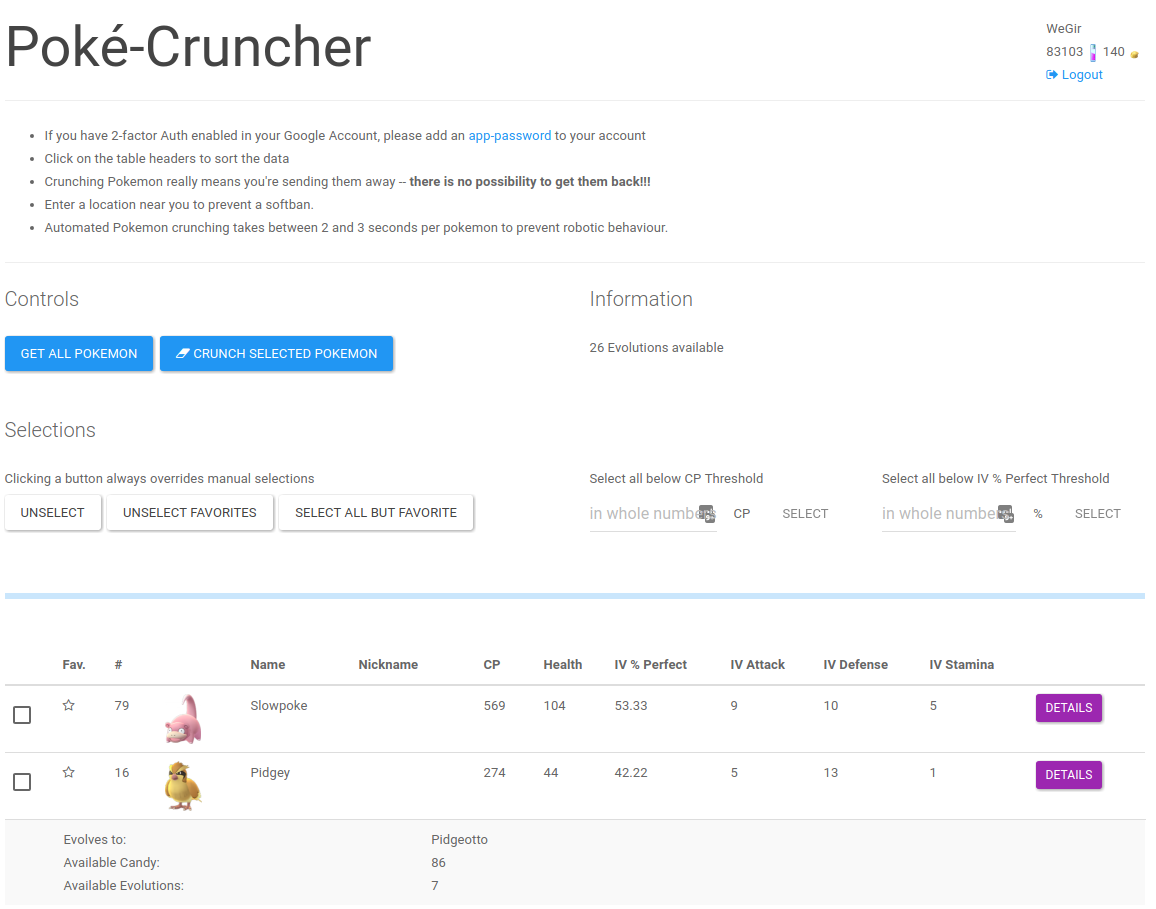 Poké-Cruncher
WeGir
83103 140
Logout
If you have 2-factor Auth enabled in your Google Account, please add an app-password to your account
Click on the table headers to sort the data
Crunching Pokemon really means you're sending them away -- there is no possibility to get them back!!!
Enter a location near you to prevent a softban.
Automated Pokemon crunching takes between 2 and 3 seconds per pokemon to prevent robotic behaviour.
Controls
GET ALL POKEMON CRUNCH SELECTED POKEMON
Information
26 Evolutions available
Selections
Clicking a button always overrides manual selections
UNSELECT UNSELECT FAVORITES SELECT ALL BUT FAVORITE
Select all below CP Threshold
in whole numbers CP SELECT
Select all below IV % Perfect Threshold
in whole number % SELECT
Fav. # Name Nickname CP Health IV % Perfect IV Attack IV Defense IV Stamina
79 Slowpoke 569 104 53.33 9 10 5 DETAILS
16 Pidgey 274 44 42.22 5 13 1 DETAILS
Evolves to: Pidgeotto
Available Candy: 86
Available Evolutions: 7